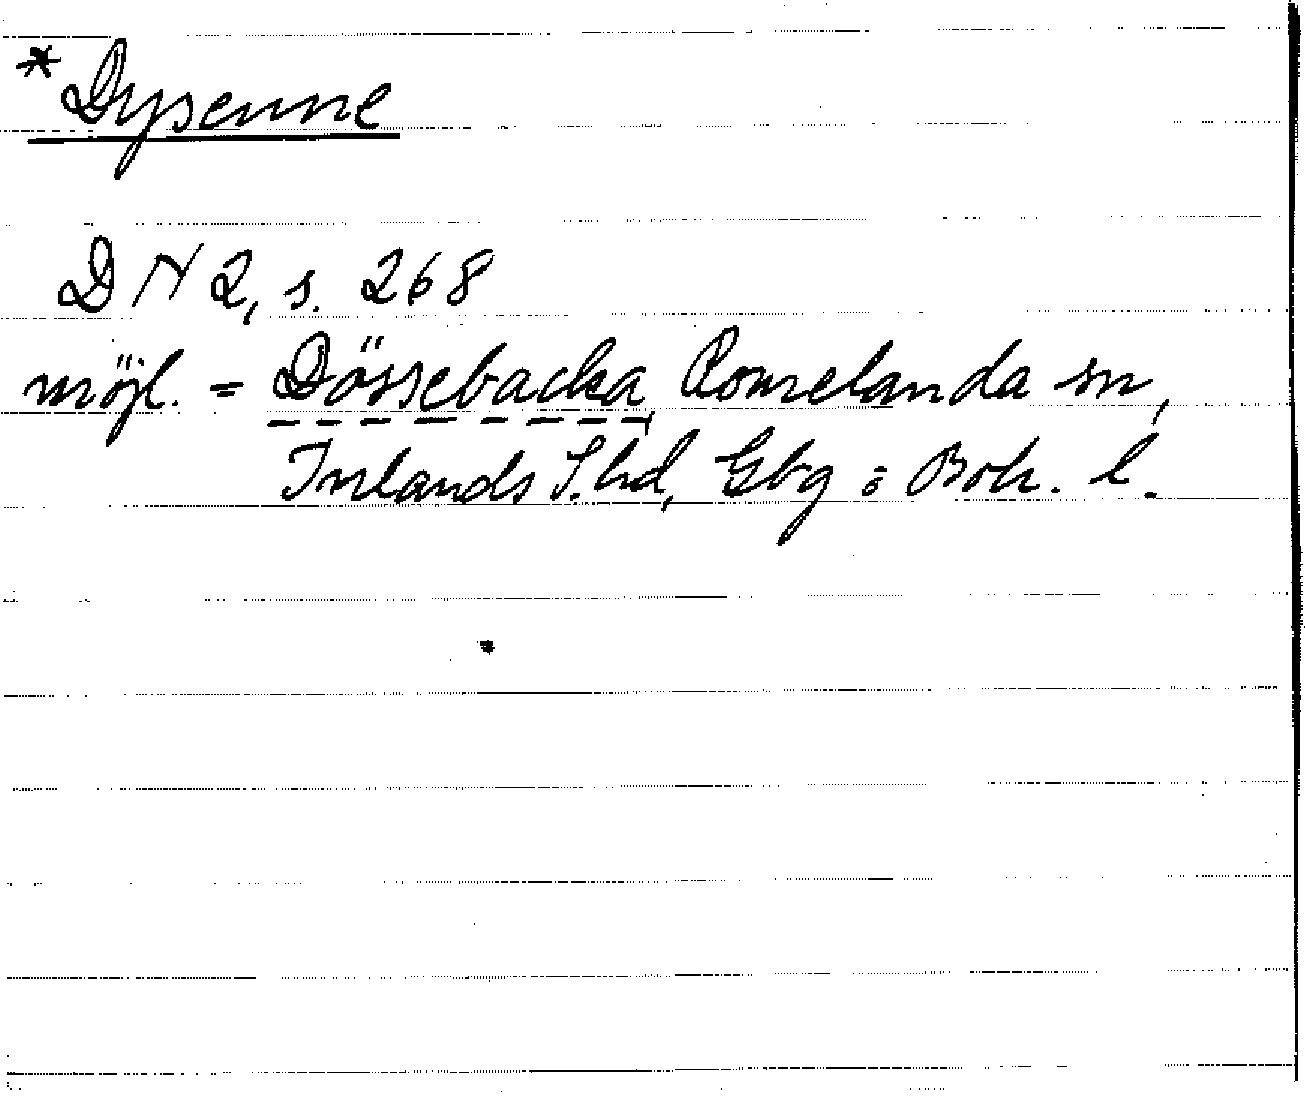 *Dysenne
DN 2, s. 268
möjl. = Dössebacka, Romelanda sn,
Inlands S. hd, Gbg o Boh. l.